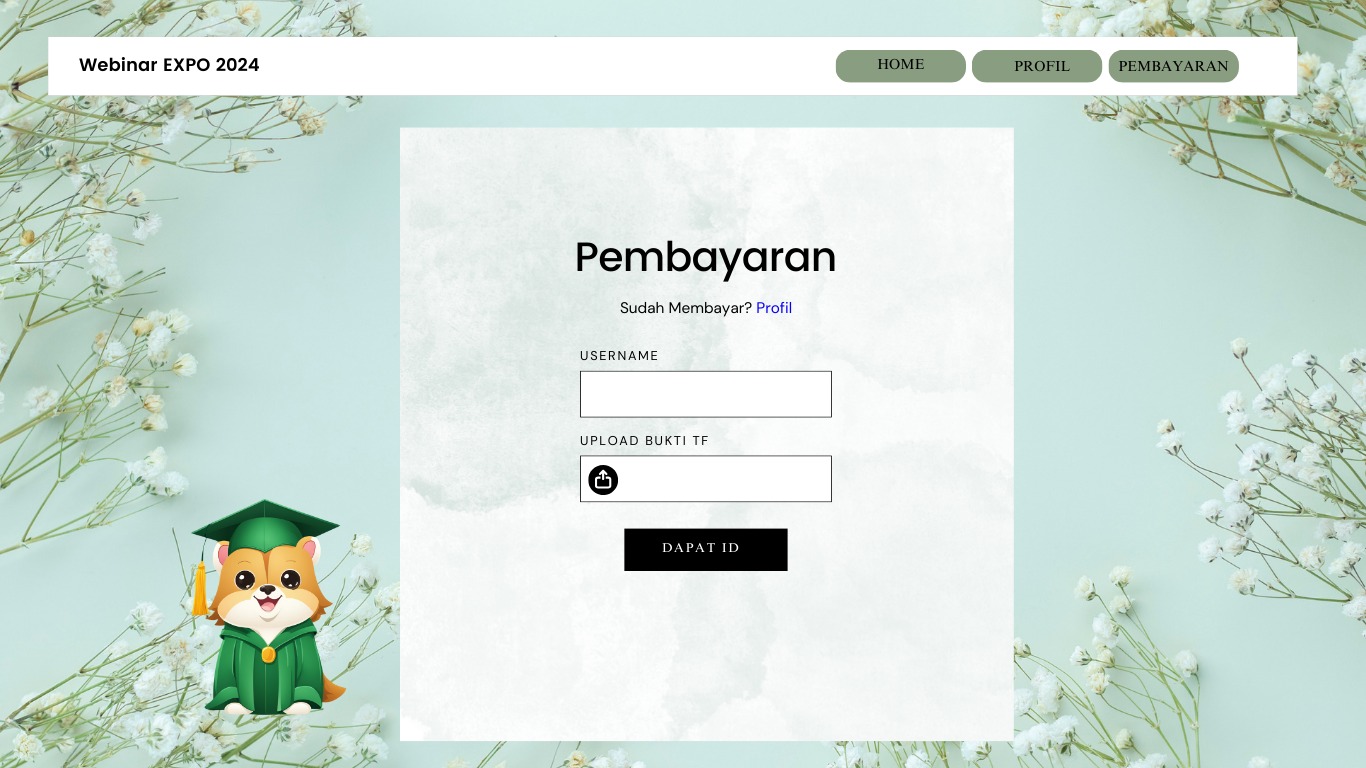 Webinar EXPO 2024
HOME
PROFIL
PEMBAYARAN
Pembayaran
Sudah Membayar? Profil
USERNAME
UPLOAD BUKTI TF
DAPAT ID